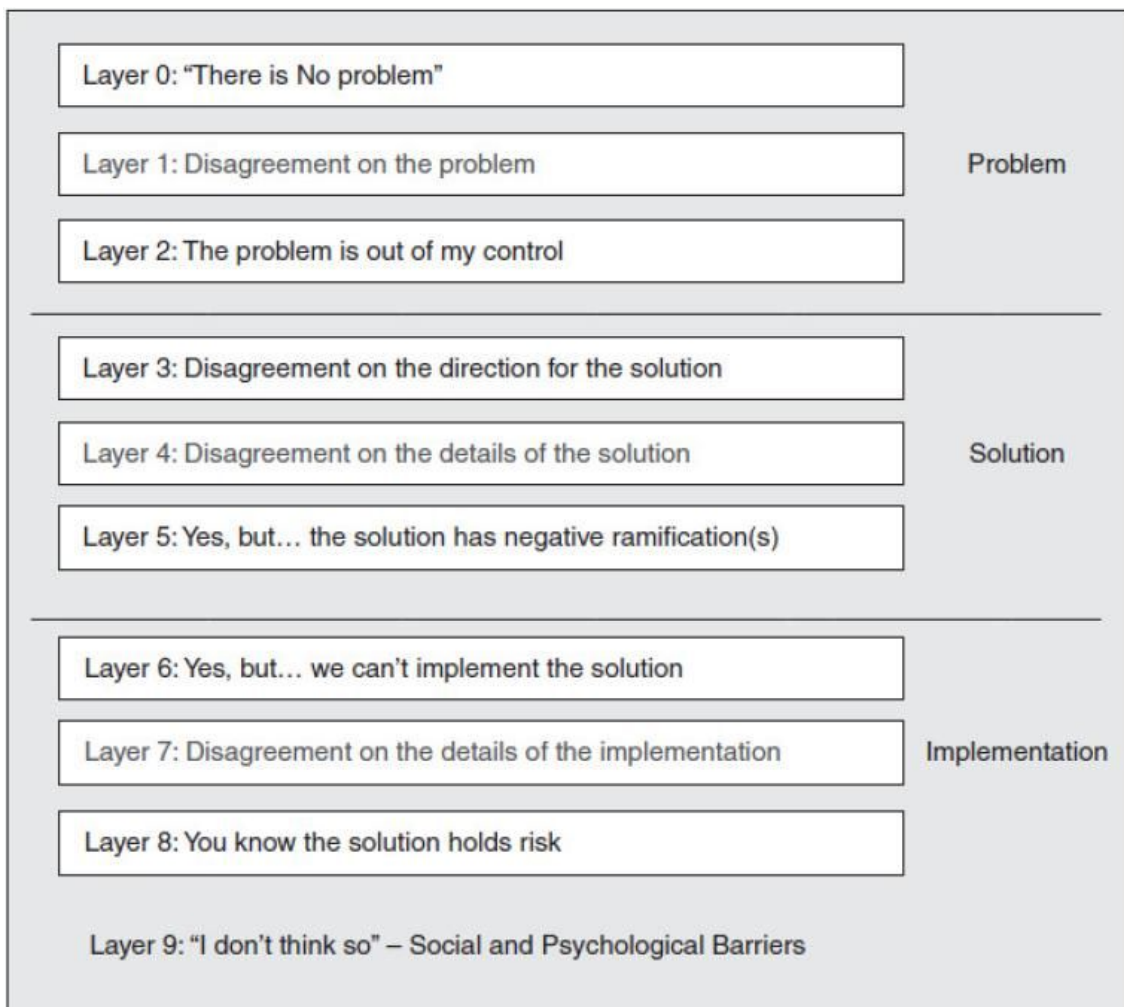 Layer 0: “There is No problem”
Layer 1: Disagreement on the problem
Problem
Layer 2: The problem is out of my control
Layer 3: Disagreement on the direction for the solution
Layer 4: Disagreement on the details of the solution
Solution
Layer 5: Yes, but… the solution has negative ramification(s)
Layer 6: Yes, but… we can’t implement the solution
Layer 7: Disagreement on the details of the implementation
Implementation
Layer 8: You know the solution holds risk
Layer 9: “I don’t think so” – Social and Psychological Barriers